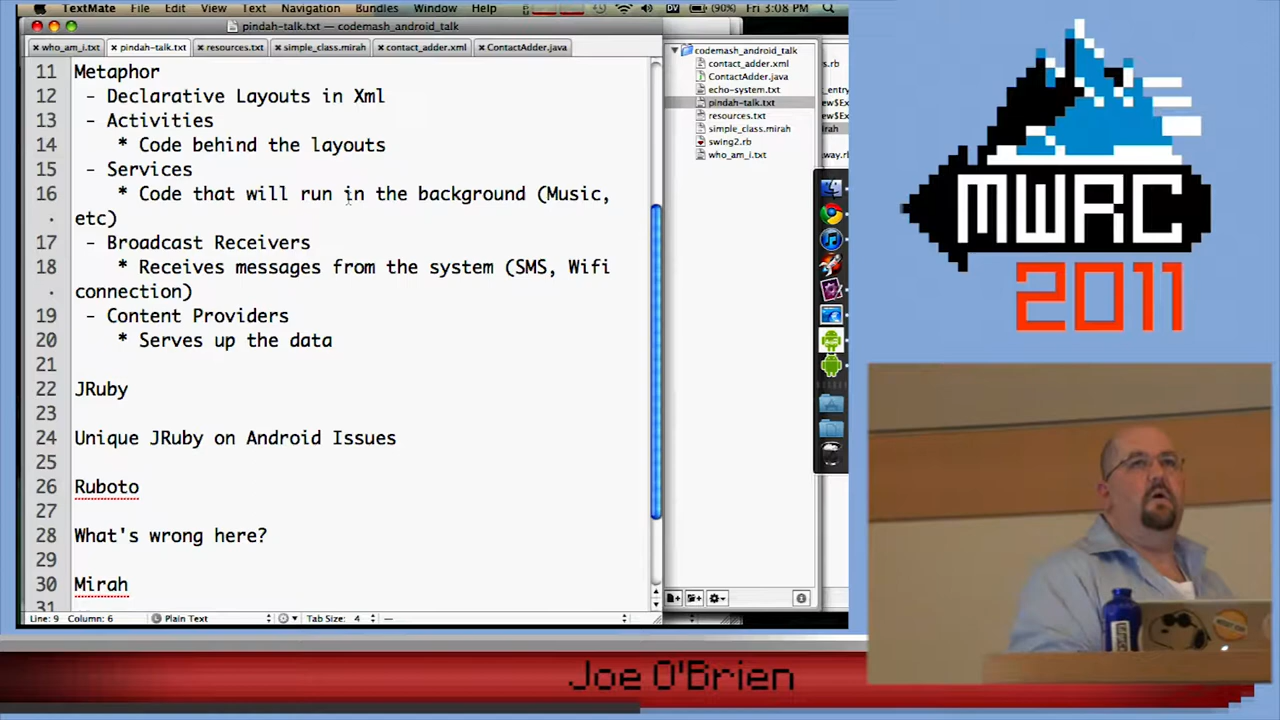 TextMate File Edit View Text Navigation Bundles Window Help (90%) Fri 3:08 PM
pindah-talk.txt — codemash_android_talk
who_am_i.txt pindah-talk.txt resources.txt simple_class.mirah contact_adder.xml ContactAdder.java
11 Metaphor
12 - Declarative Layouts in Xml
13 - Activities
14 * Code behind the layouts
15 - Services
16 * Code that will run in the background (Music,
etc)
17 - Broadcast Receivers
18 * Receives messages from the system (SMS, Wifi
connection)
19 - Content Providers
20 * Serves up the data
21
22 JRuby
23
24 Unique JRuby on Android Issues
25
26 Ruboto
27
28 What's wrong here?
29
30 Mirah
31
Line: 9 Column: 6 Plain Text Tab Size: 4 —
codemash_android_talk
contact_adder.xml
ContactAdder.java
echo-system.txt
pindah-talk.txt
resources.txt
simple_class.mirah
swing2.rb
who_am_i.txt
MWRC
2011
Joe O'Brien